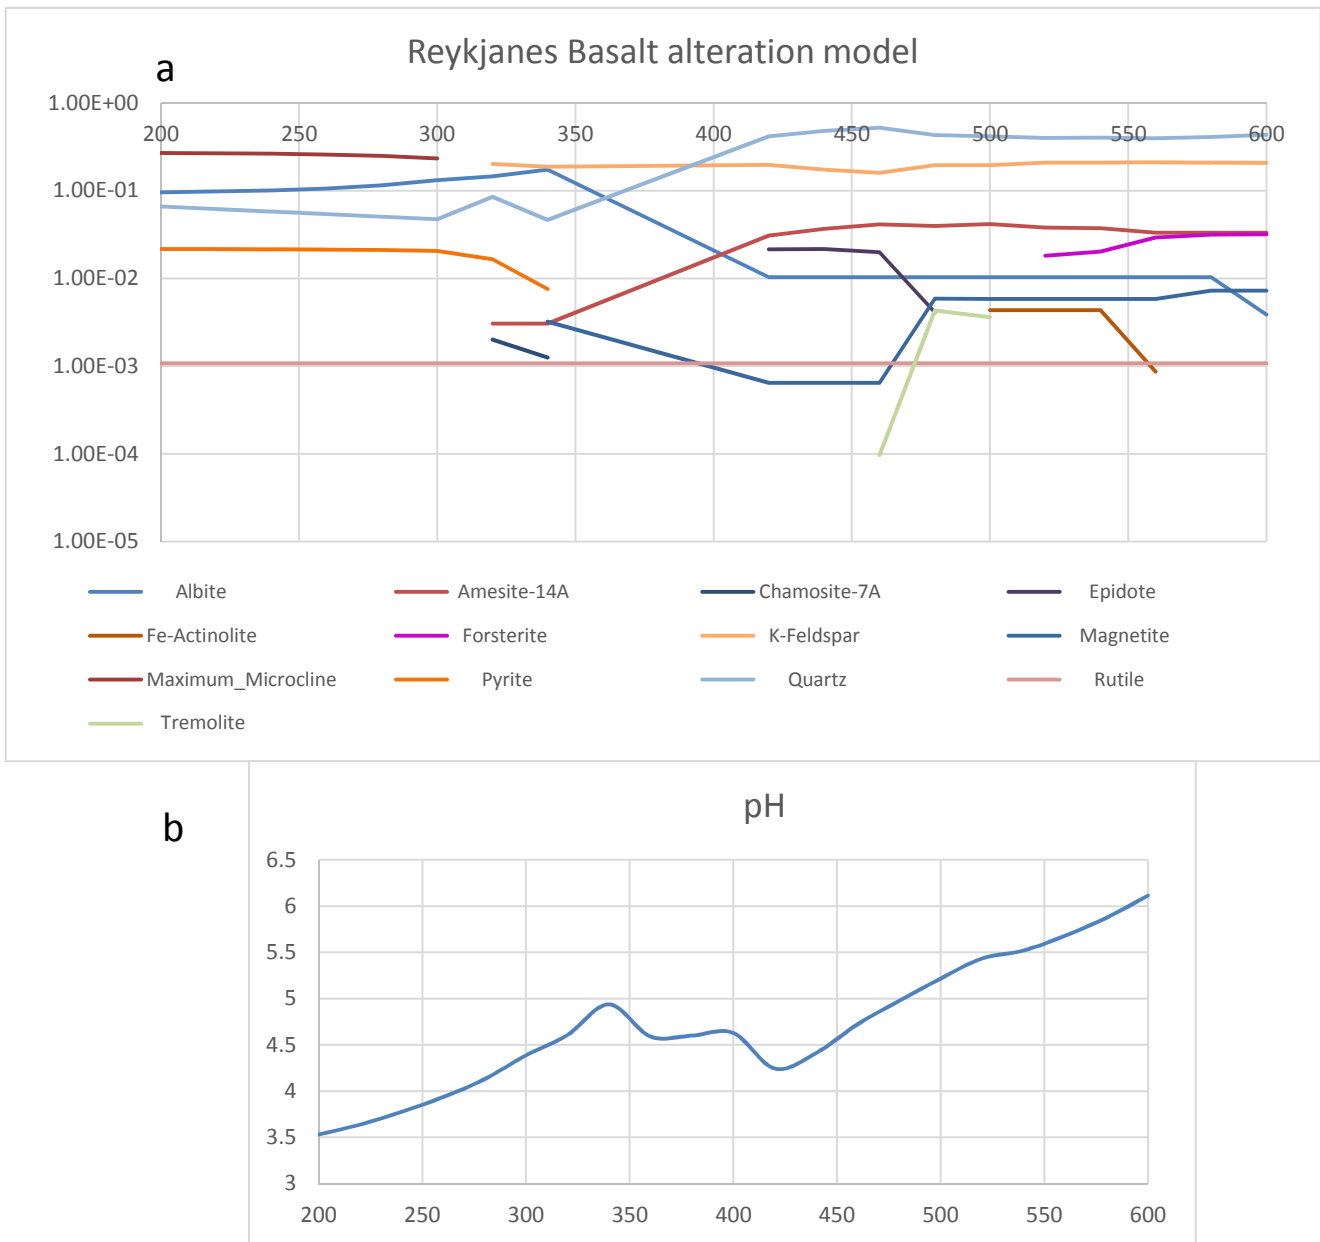 Reykjanes Basalt alteration model
a
1.00E+00
200 250 300 350 400 450 500 550 600
1.00E-01
1.00E-02
1.00E-03
1.00E-04
1.00E-05
Albite Amesite-14A Chamosite-7A Epidote
Fe-Actinolite Forsterite K-Feldspar Magnetite
Maximum_Microcline Pyrite Quartz Rutile
Tremolite
pH
b
6.5
6
5.5
5
4.5
4
3.5
3
200 250 300 350 400 450 500 550 600